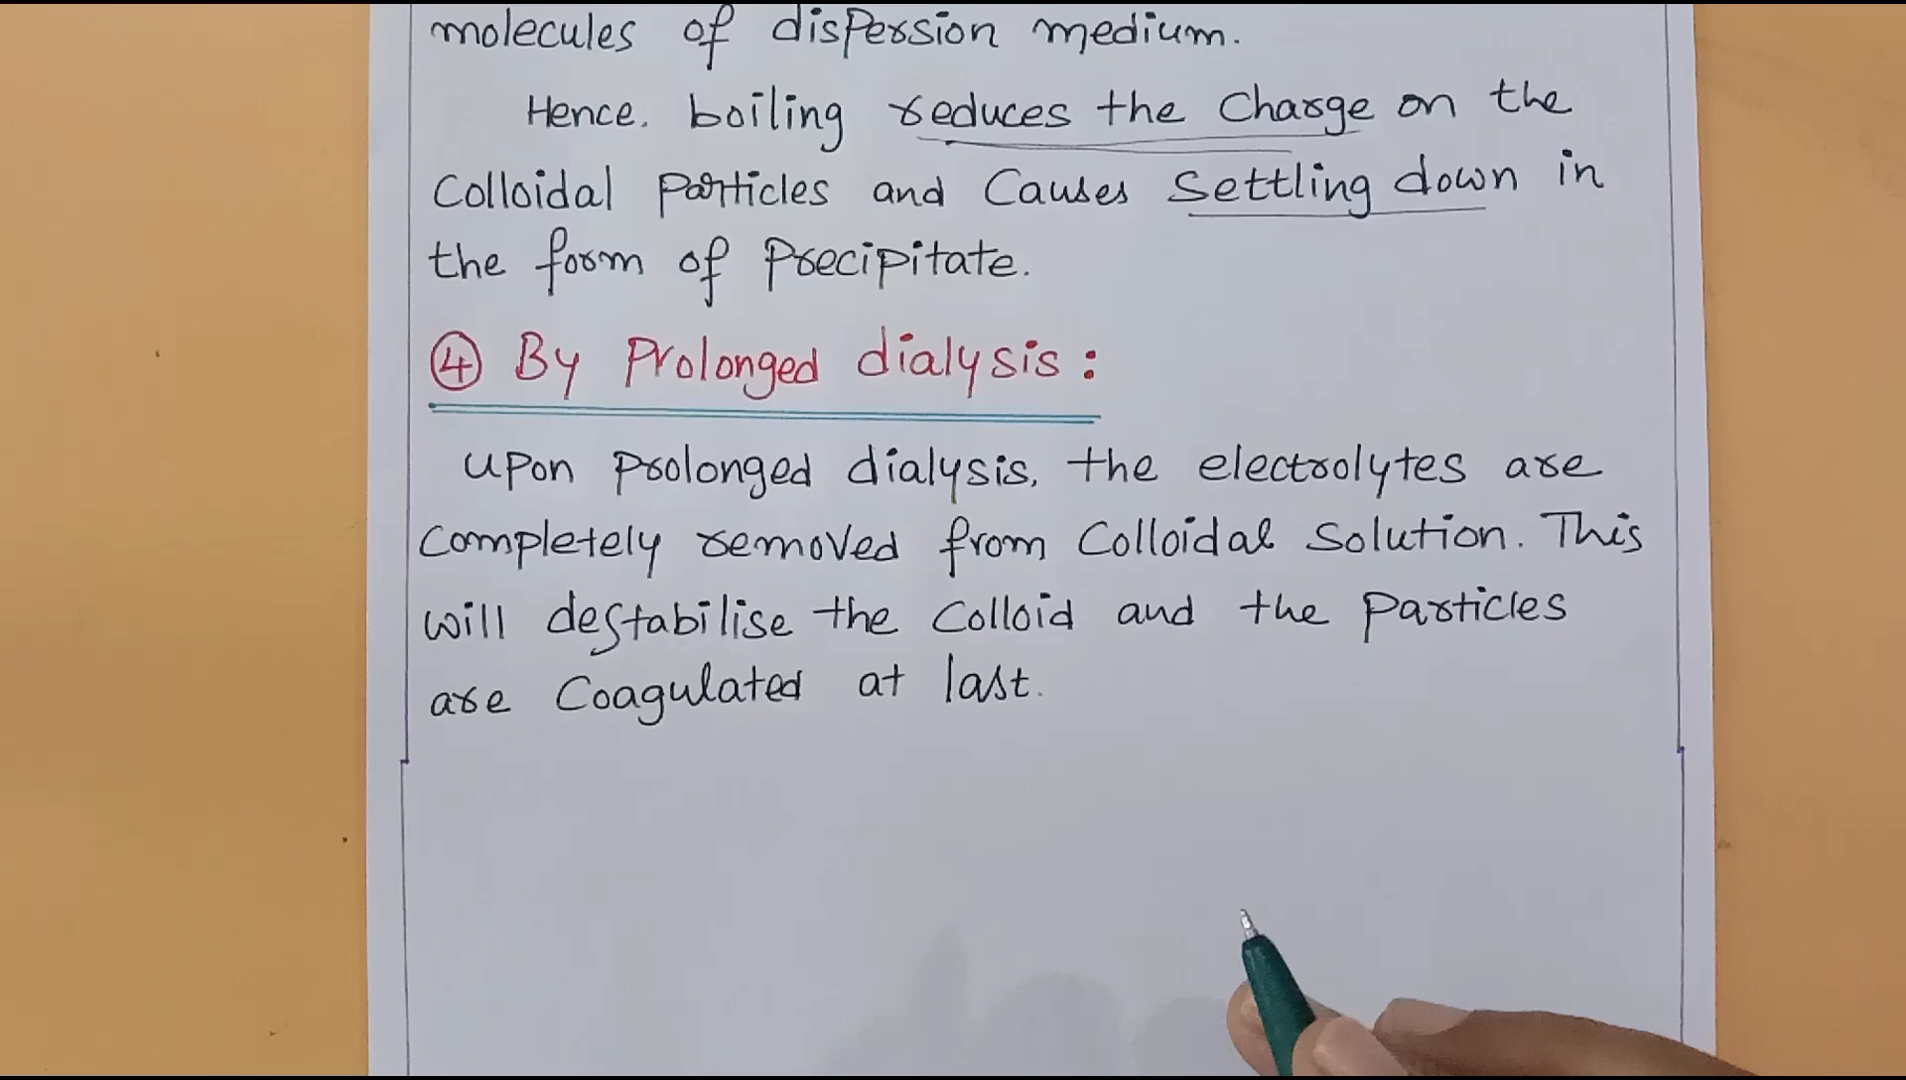 molecules of dispersion medium.
Hence. boiling reduces the charge on the
Colloidal particles and Causes settling down in
the form of Precipitate.
④ By Prolonged dialysis:
Upon prolonged dialysis, the electrolytes are
completely removed from Colloidal Solution. This
will destabilise the Colloid and the Particles
are Coagulated at last.